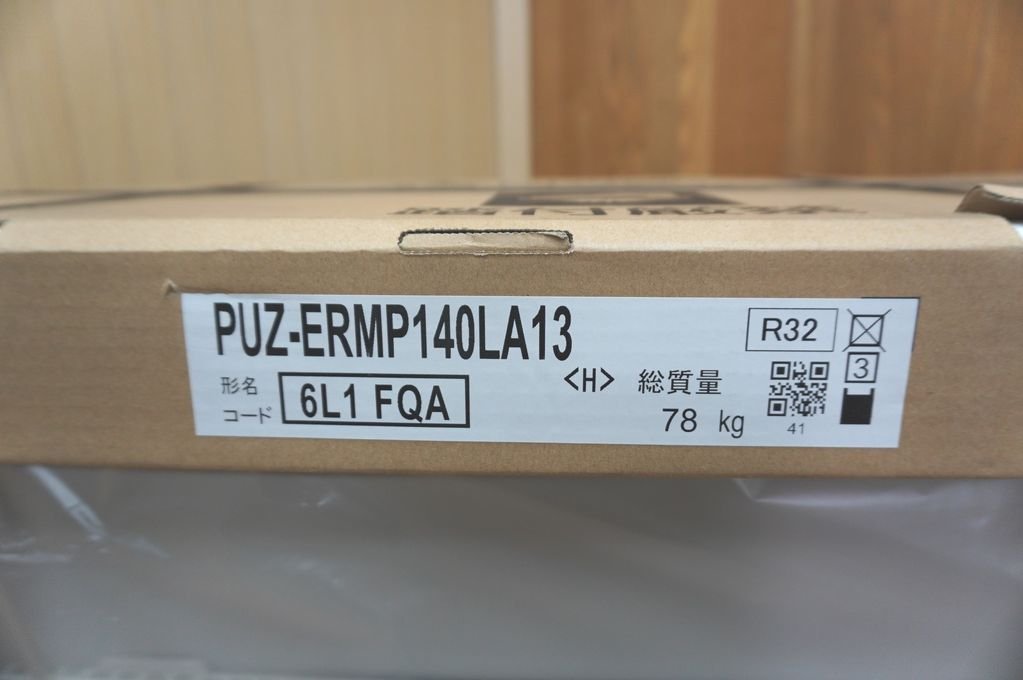 PUZ-ERMP140LA13
R32
形名
コード
6L1 FQA
<H>
総質量
78 kg
3
41